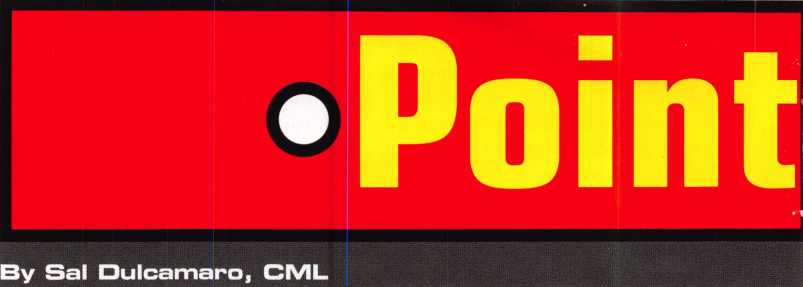 Point
By Sal Dulcamaro, CML